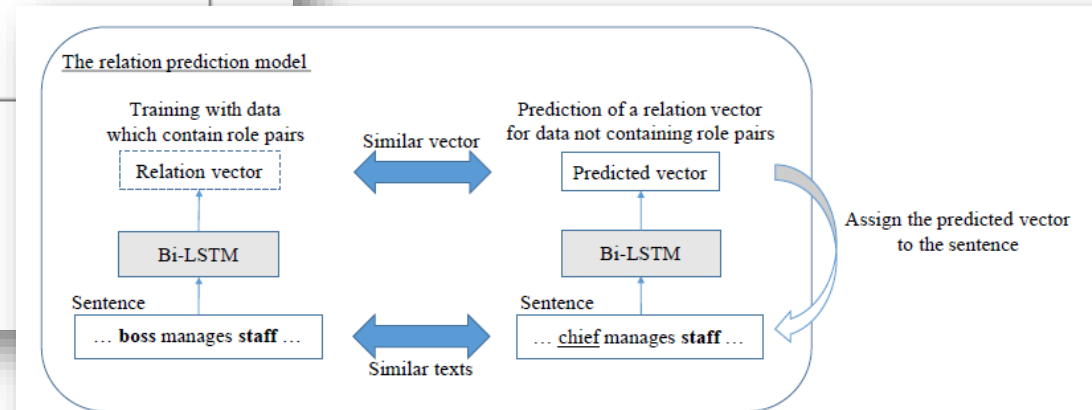 The relation prediction model
Training with data
which contain role pairs
Relation vector
Bi-LSTM
Sentence
… boss manages staff …
Similar vector
Similar texts
Prediction of a relation vector
for data not containing role pairs
Predicted vector
Bi-LSTM
Sentence
… chief manages staff …
Assign the predicted vector
to the sentence